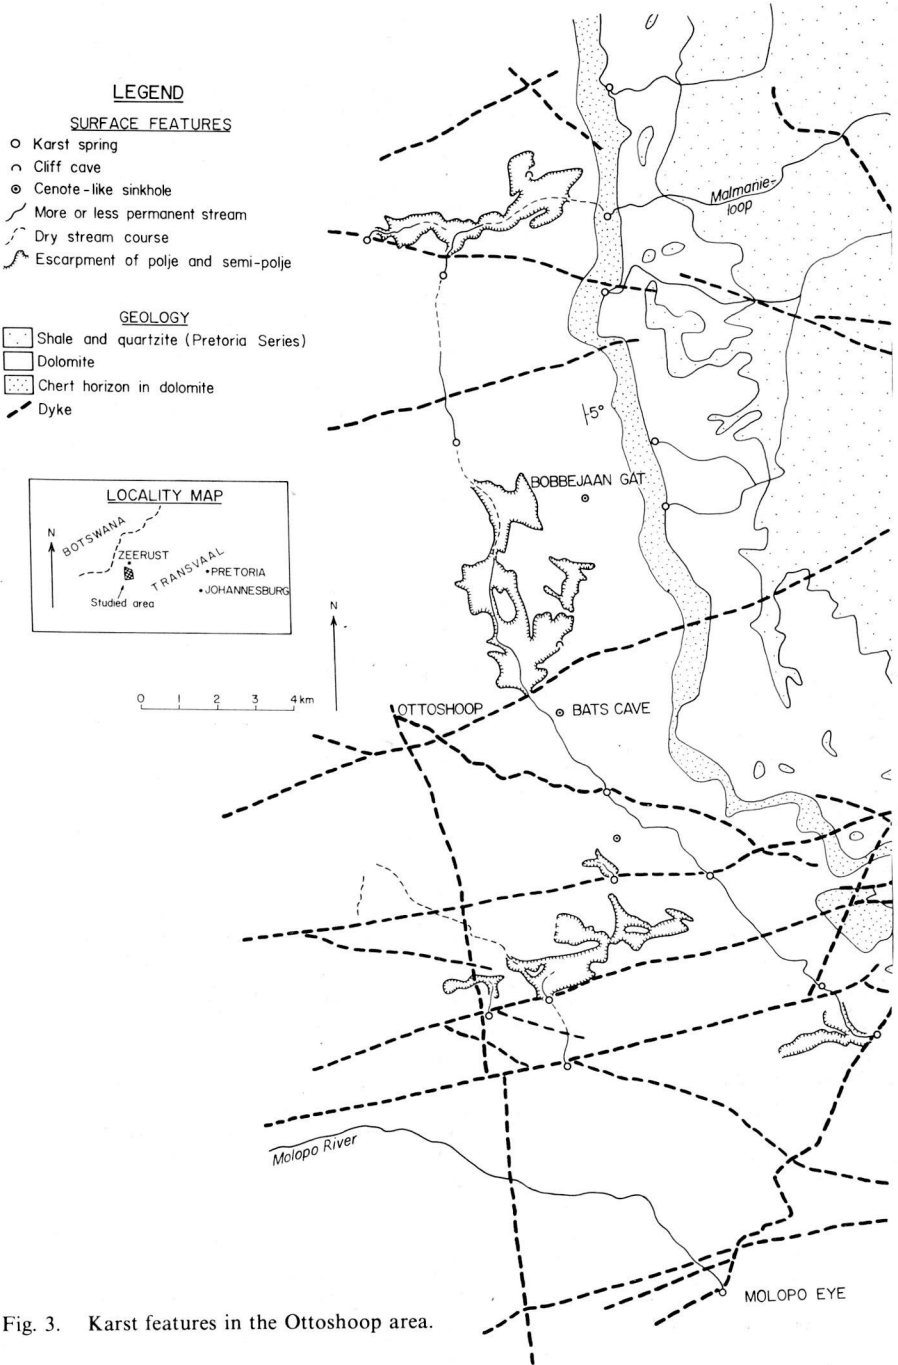 LEGEND
SURFACE FEATURES
Karst spring
Cliff cave
Cenote-like sinkhole
More or less permanent stream
Dry stream course
Escarpment of polje and semi-polje
GEOLOGY
Shale and quartzite (Pretoria Series)
Dolomite
Chert horizon in dolomite
Dyke
LOCALITY MAP
N
BOTSWANA
ZEERUST
TRANSVAAL
PRETORIA
JOHANNESBURG
Studied area
N
0 1 2 3 4 km
Malmanie-
loop
5°
BOBBEJAAN GAT
OTTOSHOOP
BATS CAVE
Molopo River
MOLOPO EYE
Fig. 3. Karst features in the Ottoshoop area.